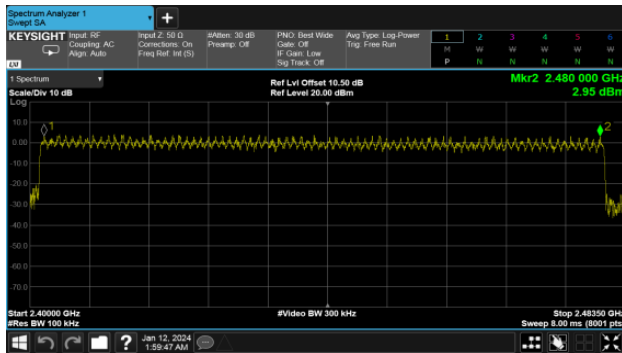 Spectrum Analyzer 1
Swept SA
+
KEYSIGHT Input: RF Input Z: 50 Ω #Atten: 30 dB PNO: Best Wide Avg Type: Log-Power 1 2 3 4 5 6
Coupling: AC Corrections: On Preamp: Off Gate: Off Trig: Free Run M W W W W W
Align: Auto Freq Ref: Int (S) IF Gain: Low P N N N N N
LXI Sig Track: Off
1 Spectrum Ref Lvl Offset 10.50 dB Mkr2 2.480 000 GHz
Scale/Div 10 dB Ref Level 20.00 dBm 2.95 dBm
Log
10.0
1 2
0.00
-10.0
-20.0
-30.0
-40.0
-50.0
-60.0
-70.0
Start 2.40000 GHz #Video BW 300 kHz Stop 2.48350 GHz
#Res BW 100 kHz Sweep 8.00 ms (8001 pts)
? Jan 12, 2024
1:59:47 AM